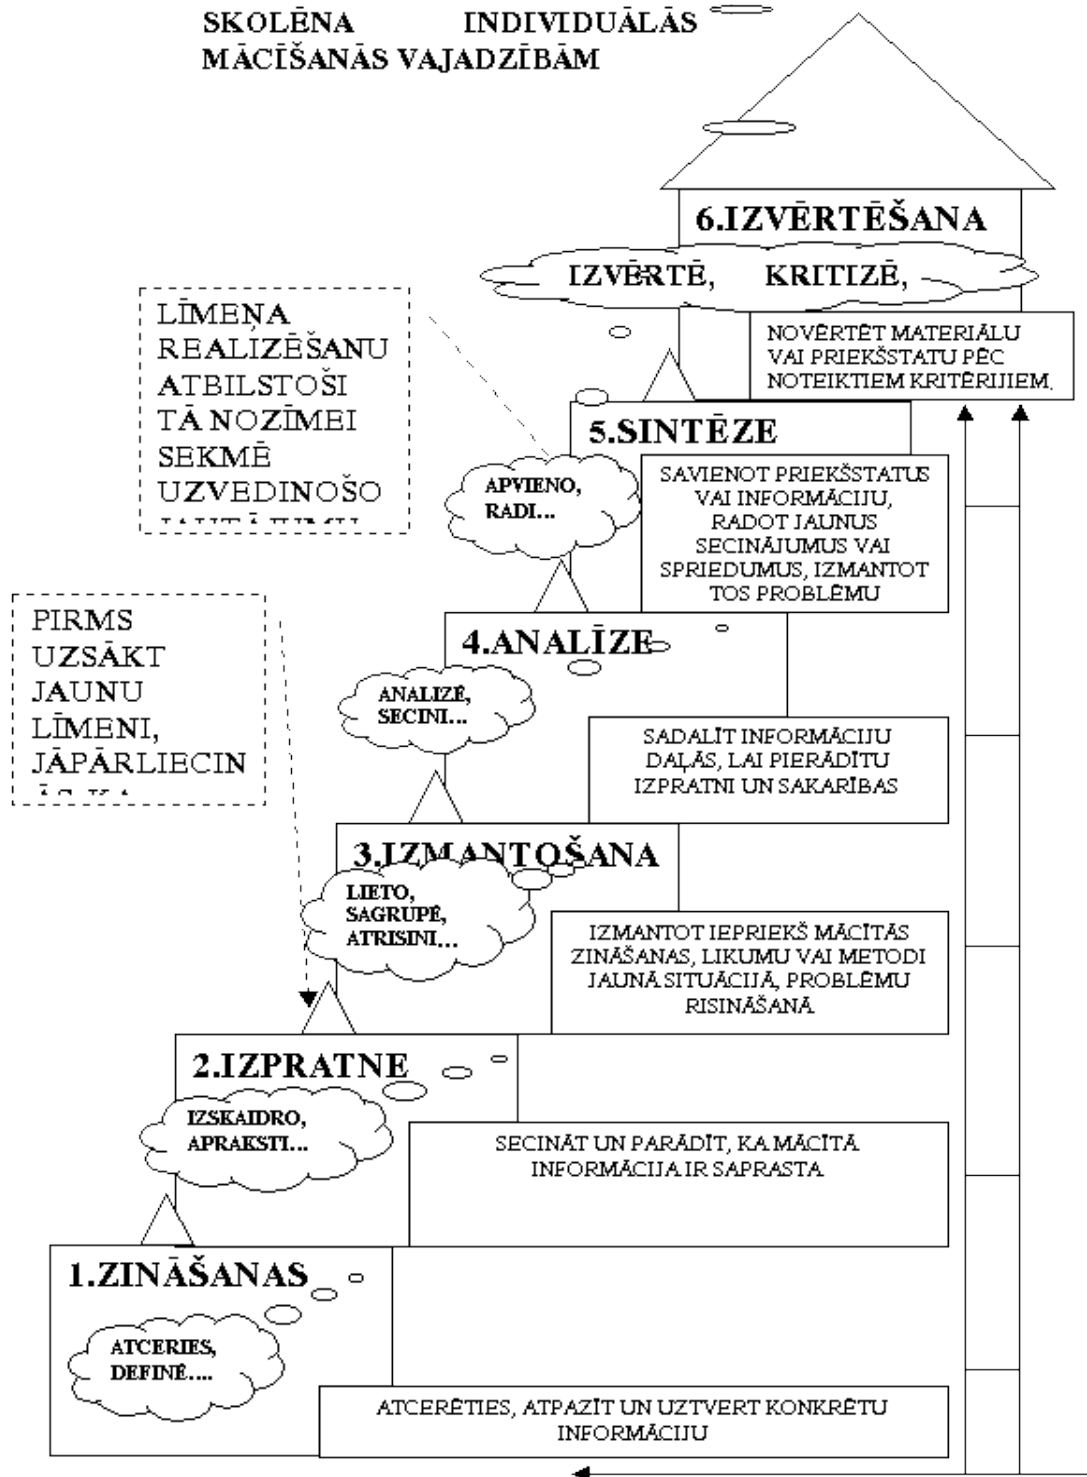 SKOLĒNA INDIVIDUĀLĀS
MĀCĪŠANĀS VAJADZĪBĀM
6.IZVĒRTĒŠANA
IZVĒRTĒ, KRITIZĒ,
NOVĒRTĒT MATERIĀLU
VAI PRIEKŠSTATU PĒC
NOTEIKTIEM KRITĒRIJIEM.
LĪMEŅA
REALIZĒŠANU
ATBILSTOŠI
TĀ NOZĪMEI
SEKMĒ
UZVEDINOŠO
5.SINTĒZE
APVIENO,
RADI...
SAVIENOT PRIEKŠSTATUS
VAI INFORMĀCIJU,
RADOT JAUNUS
SECINĀJUMUS VAI
SPRIEDUMUS, IZMANTOT
TOS PROBLĒMU
PIRMS
UZSĀKT
JAUNU
LĪMENI,
JĀPĀRLIECIN
4.ANALĪZE
ANALIZĒ,
SECINI...
SADALĪT INFORMĀCIJU
DAĻĀS, LAI PIERĀDĪTU
IZPRATNI UN SAKARĪBAS
3.IZMANTOŠANA
LIETO,
SAGRUPĒ,
ATRISINI...
IZMANTOT IEPRIEKŠ MĀCĪTĀS
ZINĀŠANAS, LIKUMU VAI METODI
JAUNĀ SITUĀCIJĀ, PROBLĒMU
RISINĀŠANĀ
2.IZPRATNE
IZSKAIDRO,
APRAKSTI...
SECINĀT UN PARĀDĪT, KA MĀCĪTĀ
INFORMĀCIJA IR SAPRASTA
1.ZINĀŠANAS
ATCERIES,
DEFINĒ....
ATCERĒTIES, ATPAZĪT UN UZTVERT KONKRĒTU
INFORMĀCIJU